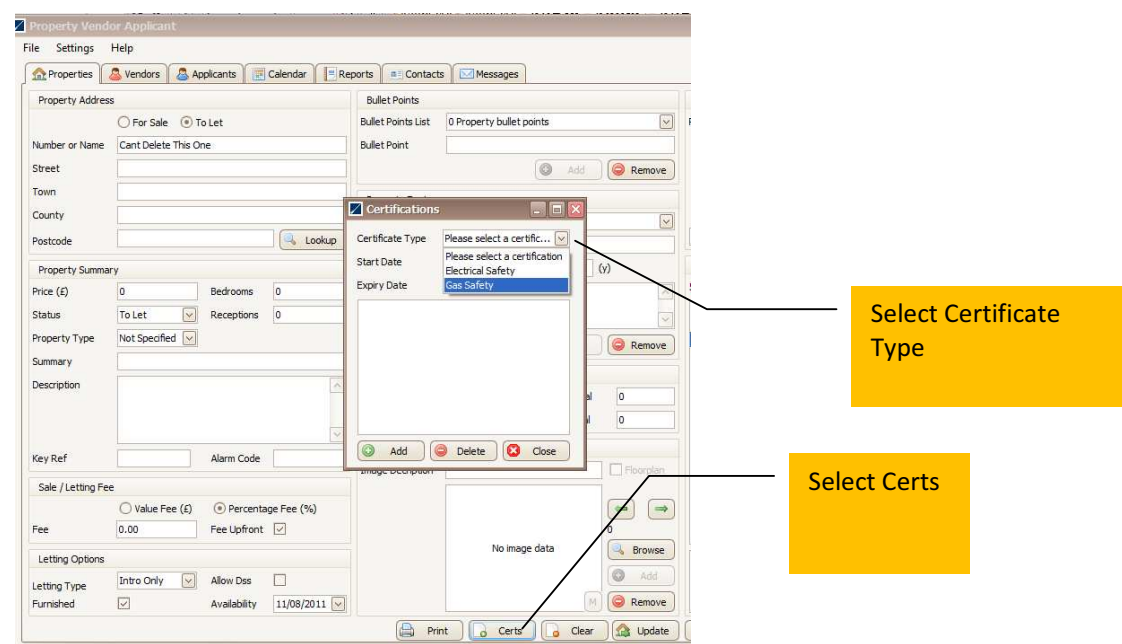 Property Vendor Applicant
File Settings Help
Properties Vendors Applicants Calendar Reports Contacts Messages
Property Address
For Sale To Let
Number or Name Cant Delete This One
Street
Town
County
Postcode Lookup
Property Summary
Price (£) 0 Bedrooms 0
Status To Let Receptions 0
Property Type Not Specified
Summary
Description
Key Ref Alarm Code
Sale / Letting Fee
Value Fee (£) Percentage Fee (%)
Fee 0.00 Fee Upfront
Letting Options
Letting Type Intro Only Allow Dss
Furnished Availability 11/08/2011
Bullet Points
Bullet Points List 0 Property bullet points
Bullet Point
Add Remove
(y)
Remove
0
0
Certifications
Certificate Type Please select a certific...
Please select a certification
Start Date
Electrical Safety
Expiry Date
Gas Safety
Add Delete Close
Floorplan
No image data
0
Browse
Add
M Remove
Print Certs Clear Update
Select Certificate
Type
Select Certs